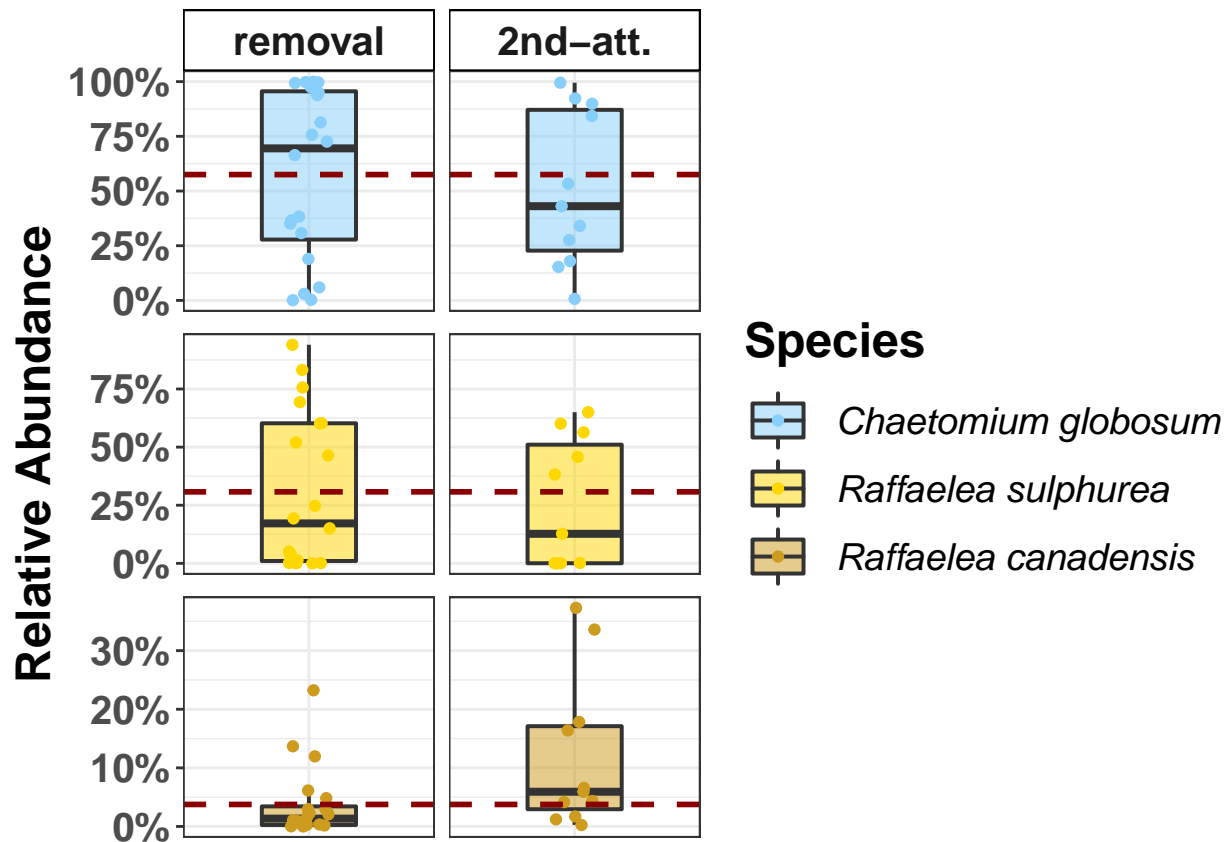 removal
2nd–att.
Relative Abundance
100%
75%
50%
25%
0%
75%
50%
25%
0%
30%
20%
10%
0%
Species
Chaetomium globosum
Raffaelea sulphurea
Raffaelea canadensis